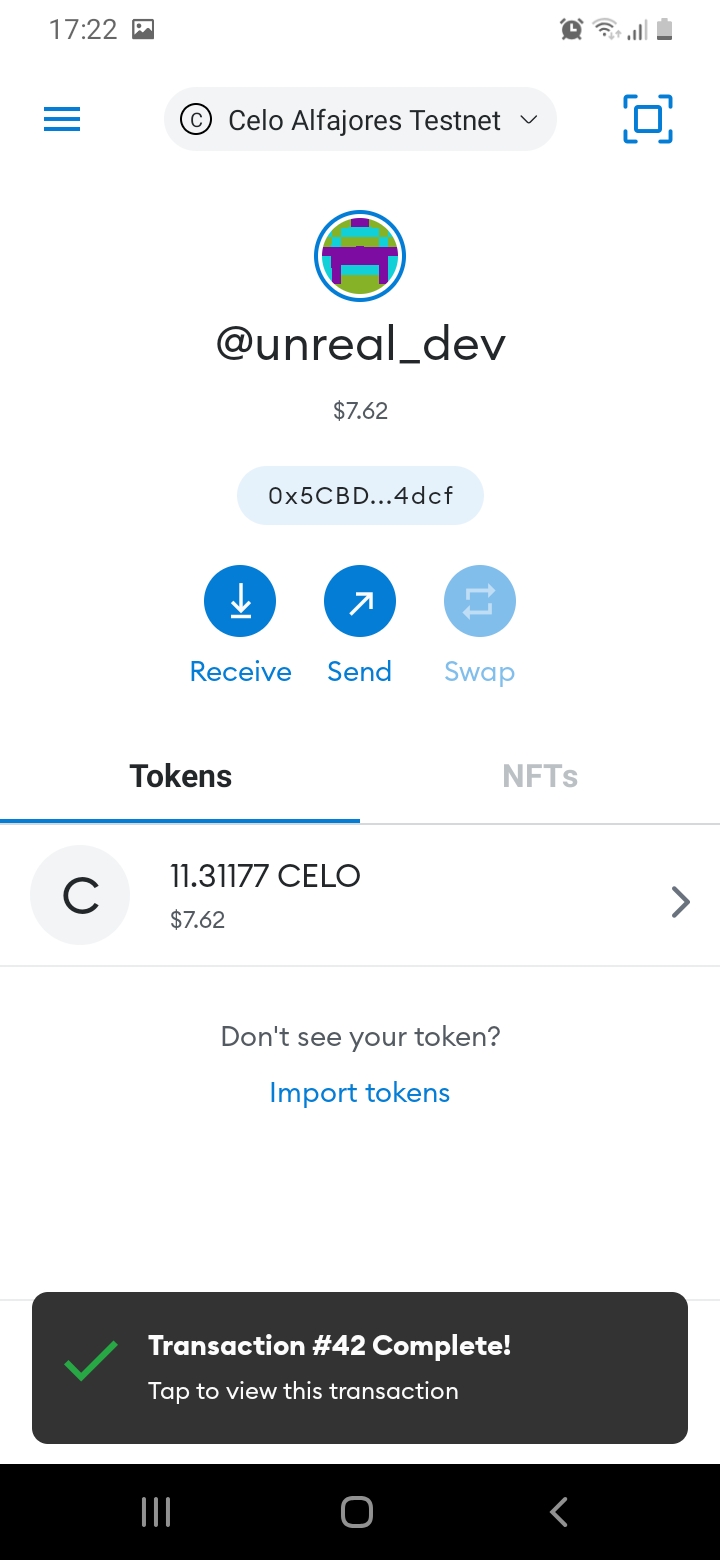 17:22
C Celo Alfajores Testnet
@unreal_dev
$7.62
0x5CBD...4dcf
Receive Send Swap
Tokens NFTs
C
11.31177 CELO
$7.62
Don't see your token?
Import tokens
Transaction #42 Complete!
Tap to view this transaction